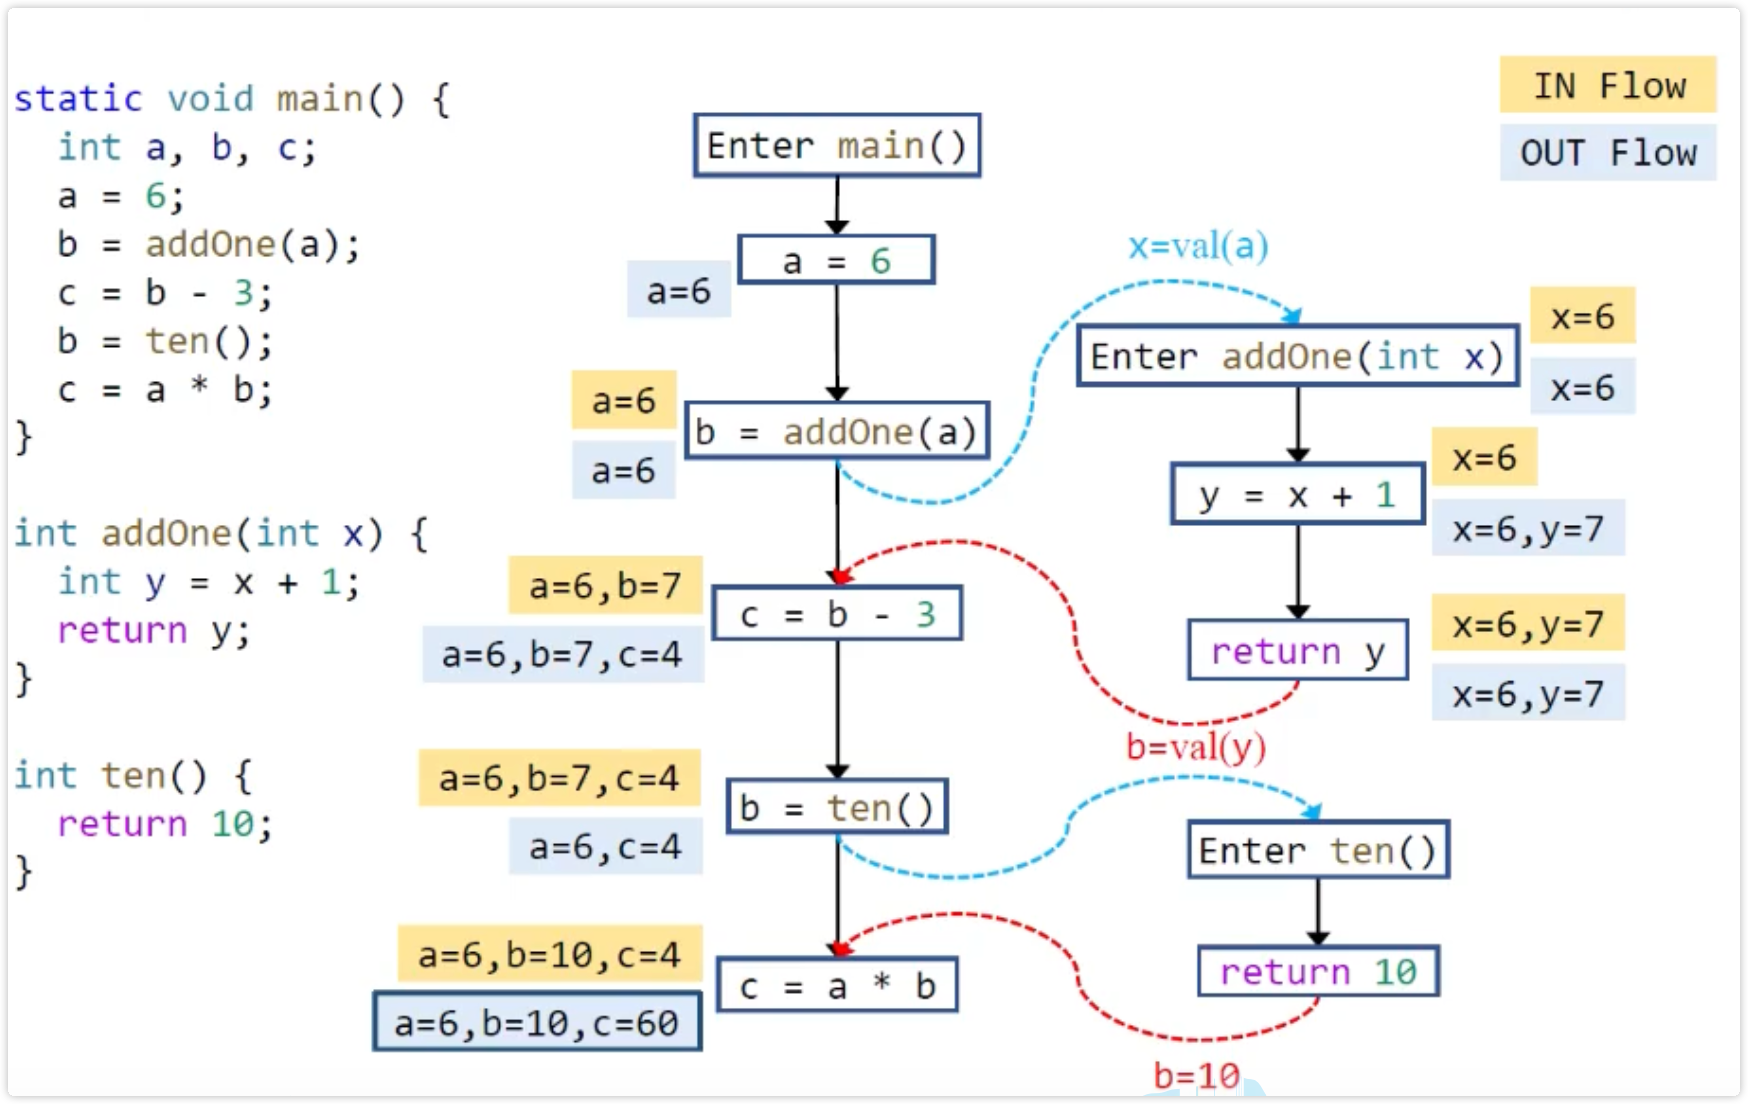 static void main() {
int a, b, c;
a = 6;
b = addOne(a);
c = b - 3;
b = ten();
c = a * b;
}
int addOne(int x) {
int y = x + 1;
return y;
}
int ten() {
return 10;
}
IN Flow
OUT Flow
Enter main()
a = 6
a=6
a=6
a=6
b = addOne(a)
x=val(a)
Enter addOne(int x)
x=6
x=6
y = x + 1
x=6
x=6,y=7
return y
x=6,y=7
x=6,y=7
b=val(y)
a=6,b=7
a=6,b=7,c=4
c = b - 3
a=6,b=7,c=4
a=6,c=4
b = ten()
Enter ten()
return 10
b=10
a=6,b=10,c=4
a=6,b=10,c=60
c = a * b